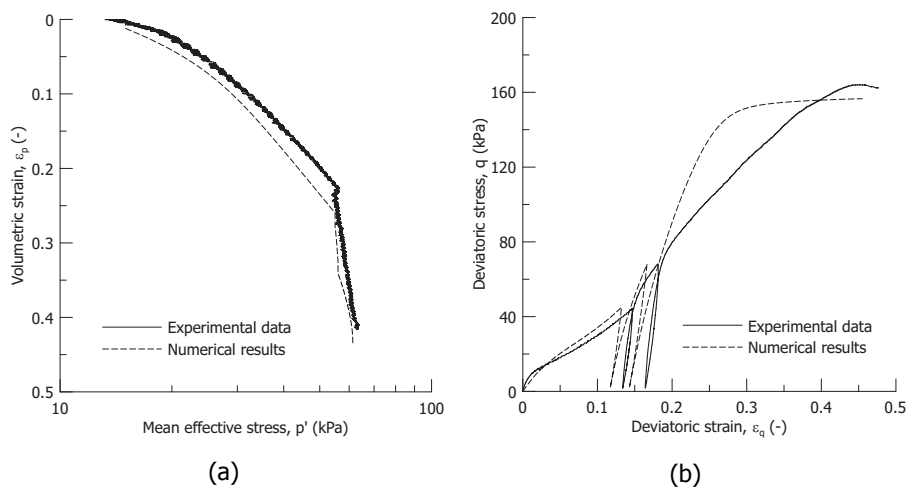 0
0.1
0.2
0.3
0.4
0.5
Volumetric strain, εp (-)
Experimental data
Numerical results
10
100
Mean effective stress, p' (kPa)
(a)
200
160
120
80
40
0
Deviatoric stress, q (kPa)
Experimental data
Numerical results
0 0.1 0.2 0.3 0.4 0.5
Deviatoric strain, εq (-)
(b)